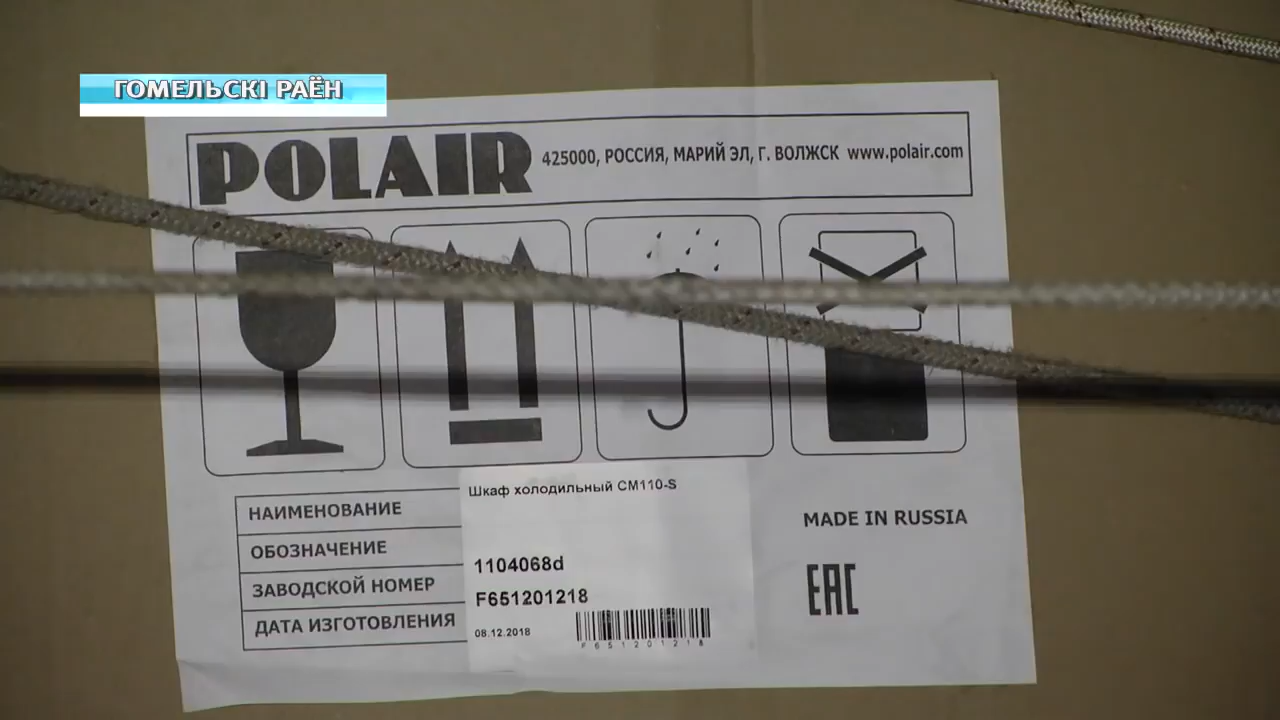 ГОМЕЛЬСКІ РАЁН
POLAIR 425000, РОССИЯ, МАРИЙ ЭЛ, Г. ВОЛЖСК www.polair.com
Шкаф холодильный CM110-S
НАИМЕНОВАНИЕ
ОБОЗНАЧЕНИЕ
1104068d
ЗАВОДСКОЙ НОМЕР
F651201218
ДАТА ИЗГОТОВЛЕНИЯ
08.12.2018
F651201218
MADE IN RUSSIA
EAC